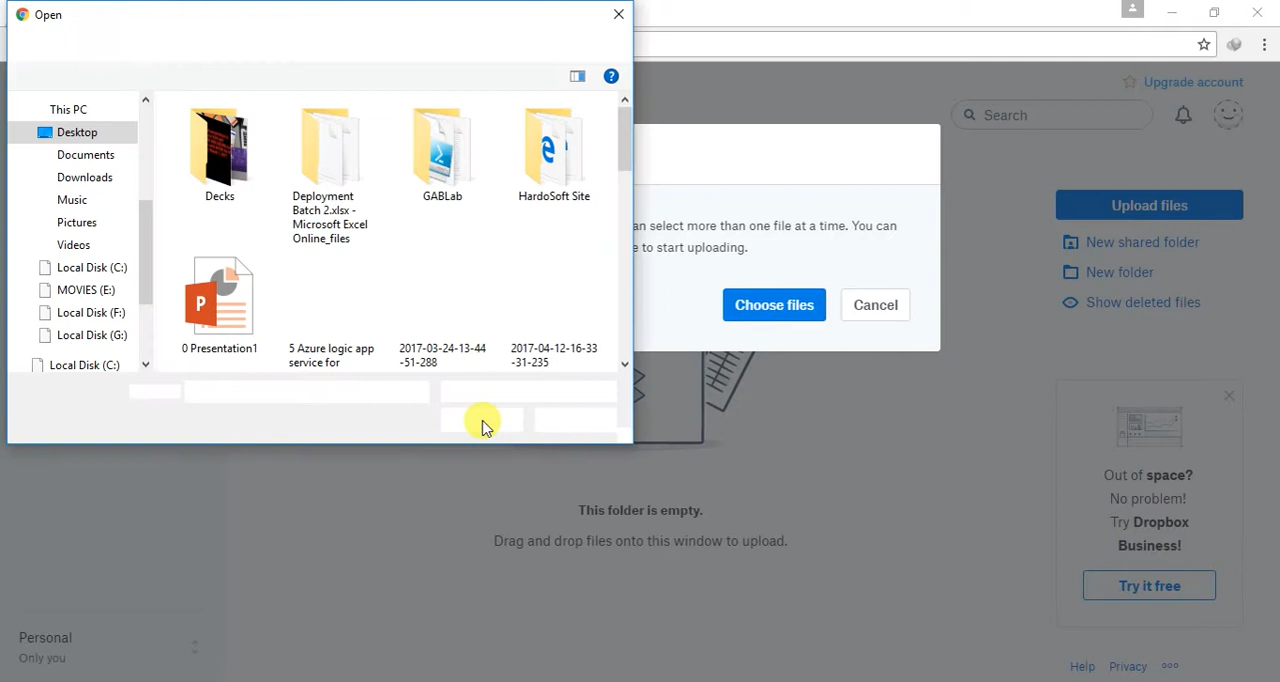 Open
This PC
Desktop
Documents
Downloads
Music
Pictures
Videos
Local Disk (C:)
MOVIES (E:)
Local Disk (F:)
Local Disk (G:)
Local Disk (C:)
Decks
Deployment
Batch 2.xlsx -
Microsoft Excel
Online_files
GABLab
HardoSoft Site
0 Presentation1
5 Azure logic app
service for
2017-03-24-13-44
-51-288
2017-04-12-16-33
-31-235
Upgrade account
Search
an select more than one file at a time. You can
e to start uploading.
Choose files
Cancel
Upload files
New shared folder
New folder
Show deleted files
This folder is empty.
Drag and drop files onto this window to upload.
Out of space?
No problem!
Try Dropbox
Business!
Try it free
Personal
Only you
Help
Privacy